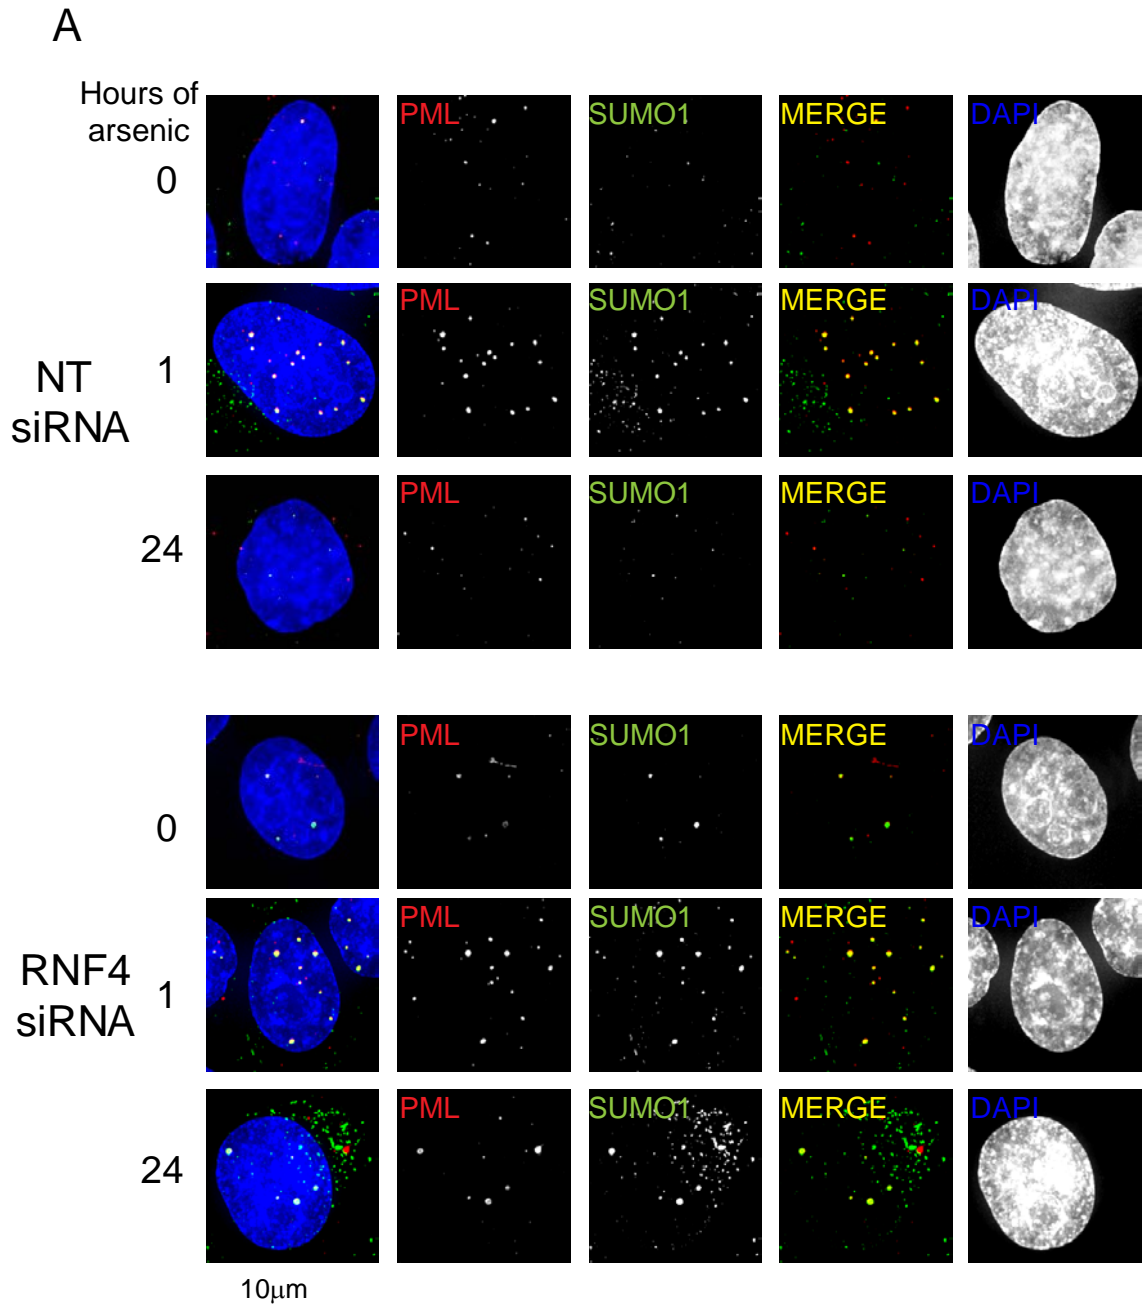 A
Hours of
arsenic
0
PML
SUMO1
MERGE
DAPI
NT
siRNA
1
PML
SUMO1
MERGE
DAPI
24
PML
SUMO1
MERGE
DAPI
0
PML
SUMO1
MERGE
DAPI
RNF4
siRNA
1
PML
SUMO1
MERGE
DAPI
24
PML
SUMO1
MERGE
DAPI
10μm